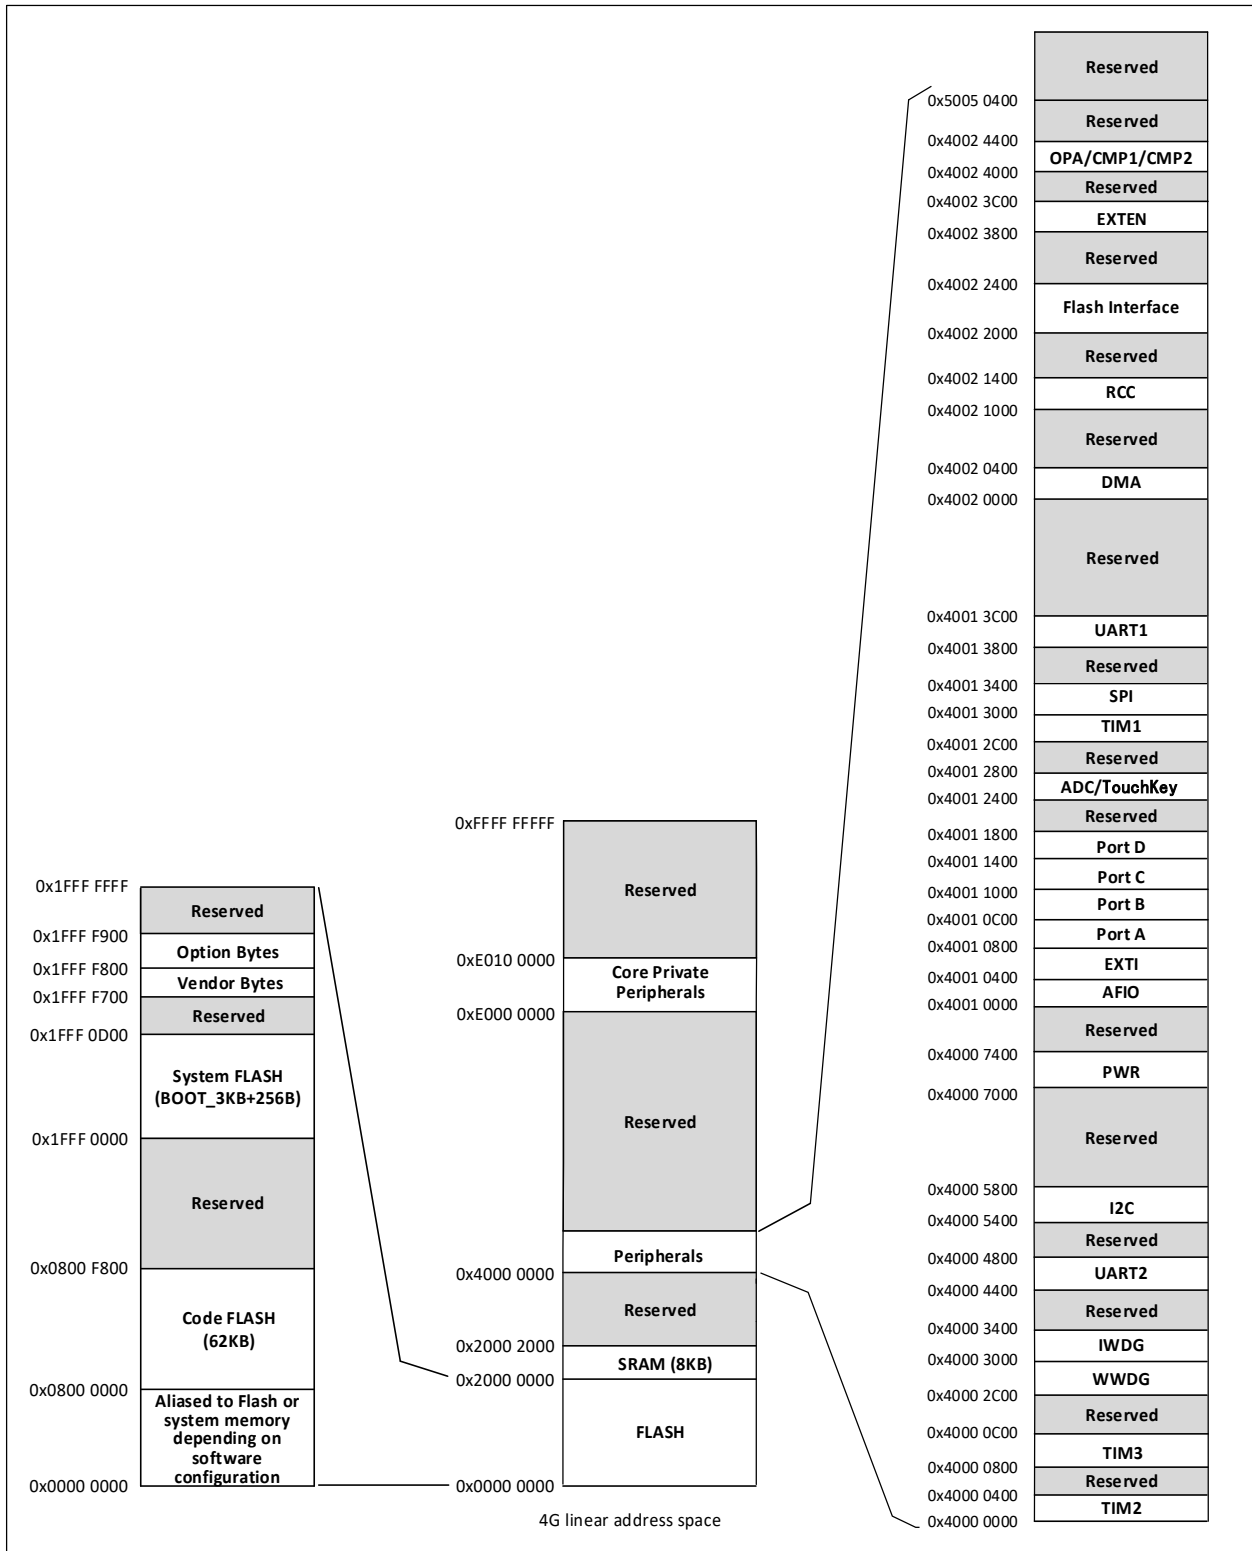 0x1FFF FFFF
Reserved
0x1FFF F900
Option Bytes
0x1FFF F800
Vendor Bytes
0x1FFF F700
Reserved
0x1FFF 0D00
System FLASH
(BOOT_3KB+256B)
0x1FFF 0000
Reserved
0x0800 F800
Code FLASH
(62KB)
0x0800 0000
Aliased to Flash or
system memory
depending on
software
configuration
0x0000 0000
0xFFFF FFFFF
Reserved
0xE010 0000
Core Private
Peripherals
0xE000 0000
Reserved
Peripherals
0x4000 0000
Reserved
0x2000 2000
SRAM (8KB)
0x2000 0000
FLASH
0x0000 0000
4G linear address space
Reserved
0x5005 0400
Reserved
0x4002 4400
OPA/CMP1/CMP2
0x4002 4000
Reserved
0x4002 3C00
EXTEN
0x4002 3800
Reserved
0x4002 2400
Flash Interface
0x4002 2000
Reserved
0x4002 1400
RCC
0x4002 1000
Reserved
0x4002 0400
DMA
0x4002 0000
Reserved
0x4001 3C00
UART1
0x4001 3800
Reserved
0x4001 3400
SPI
0x4001 3000
TIM1
0x4001 2C00
Reserved
0x4001 2800
ADC/TouchKey
0x4001 2400
Reserved
0x4001 1800
Port D
0x4001 1400
Port C
0x4001 1000
Port B
0x4001 0C00
Port A
0x4001 0800
EXTI
0x4001 0400
AFIO
0x4001 0000
Reserved
0x4000 7400
PWR
0x4000 7000
Reserved
0x4000 5800
I2C
0x4000 5400
Reserved
0x4000 4800
UART2
0x4000 4400
Reserved
0x4000 3400
IWDG
0x4000 3000
WWDG
0x4000 2C00
Reserved
0x4000 0C00
TIM3
0x4000 0800
Reserved
0x4000 0400
TIM2
0x4000 0000